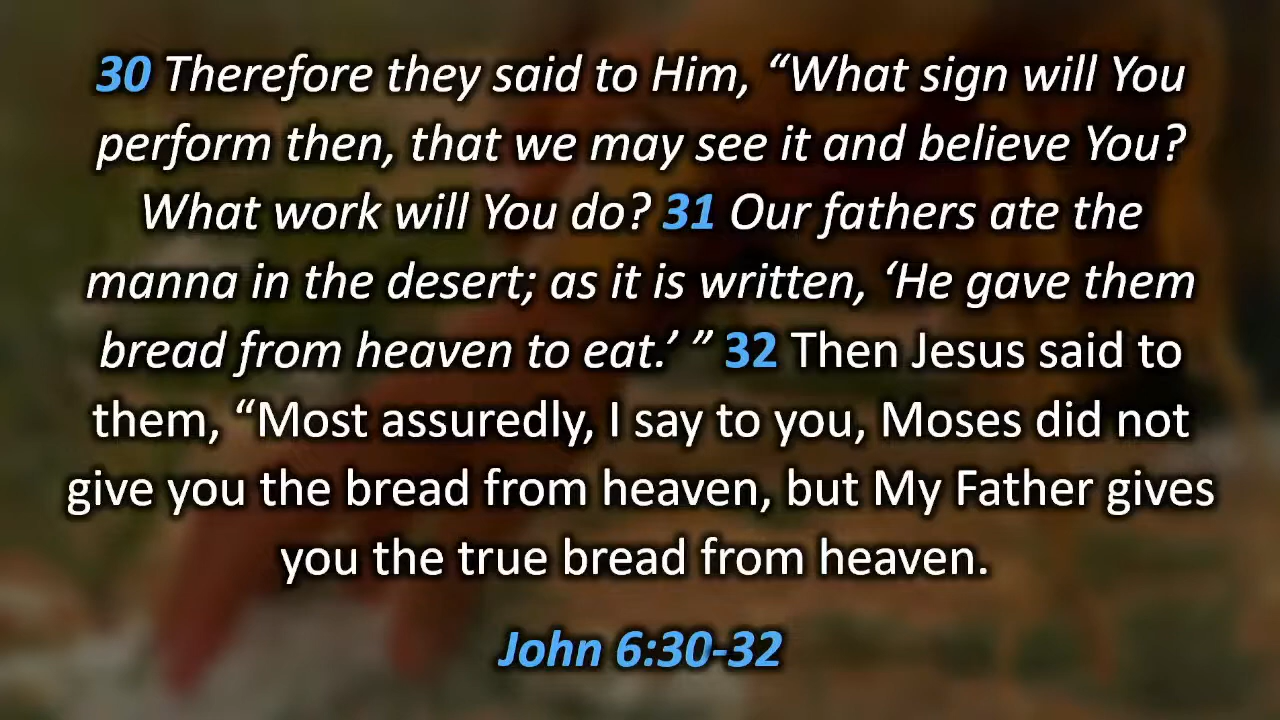 30 Therefore they said to Him, “What sign will You
perform then, that we may see it and believe You?
What work will You do? 31 Our fathers ate the
manna in the desert; as it is written, ‘He gave them
bread from heaven to eat.’ ” 32 Then Jesus said to
them, “Most assuredly, I say to you, Moses did not
give you the bread from heaven, but My Father gives
you the true bread from heaven.
John 6:30-32